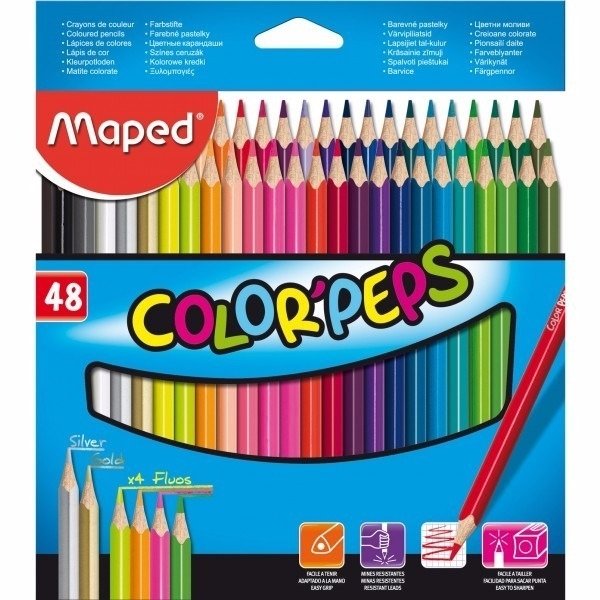 • Crayons de couleur
• Coloured pencils
• Lápices de colores
• Lápis de cor
• Kleurpotloden
• Matite colorate
• Farbstifte
• Farebné pastelky
• Цветные карандаши
• Színes ceruzák
• Kolorowe kredki
• Ξυλομπογιές
• Barevné pastelky
• Värvipliiatsid
• Lapsijiet tal-kulur
• Krāsainie zīmuļi
• Spalvoti pieštukai
• Barvice
• Цветни моливи
• Creioane colorate
• Pionsailí daite
• Farveblyanter
• Värikynät
• Färgpennor
Maped
48
COLOR'PEPS
COLOR'PEPS
Silver
Gold
x4 Fluos
FACILE A TENIR
ADAPTADO A LA MANO
EASY GRIP
MINES RESISTANTES
MINAS RESISTENTES
RESISTANT LEADS
FACILE A TAILLER
FACILIDAD PARA SACAR PUNTA
EASY TO SHARPEN